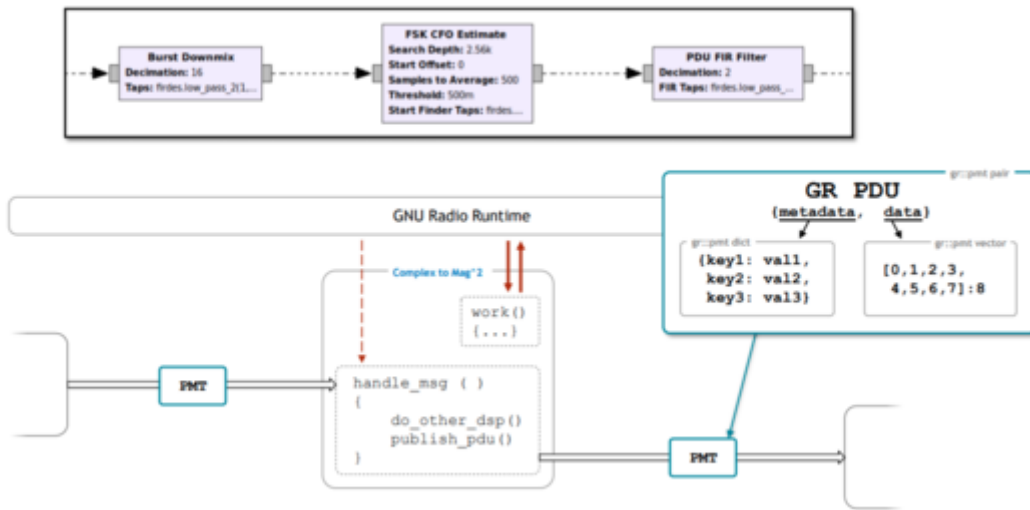 Burst Downmix
Decimation: 16
Taps: firdes.low_pass_2(1,...
FSK CFO Estimate
Search Depth: 2.56k
Start Offset: 0
Samples to Average: 500
Threshold: 500m
Start Finder Taps: firdes....
PDU FIR Filter
Decimation: 2
FIR Taps: firdes.low_pass_...
gr::pmt pair
GR PDU
{metadata, data}
gr::pmt dict
{key1: val1,
key2: val2,
key3: val3}
gr::pmt vector
[0,1,2,3,
4,5,6,7]:8
GNU Radio Runtime
Complex to Mag^2
work()
{...}
PMT
handle_msg ( )
{
do_other_dsp()
publish_pdu()
}
PMT